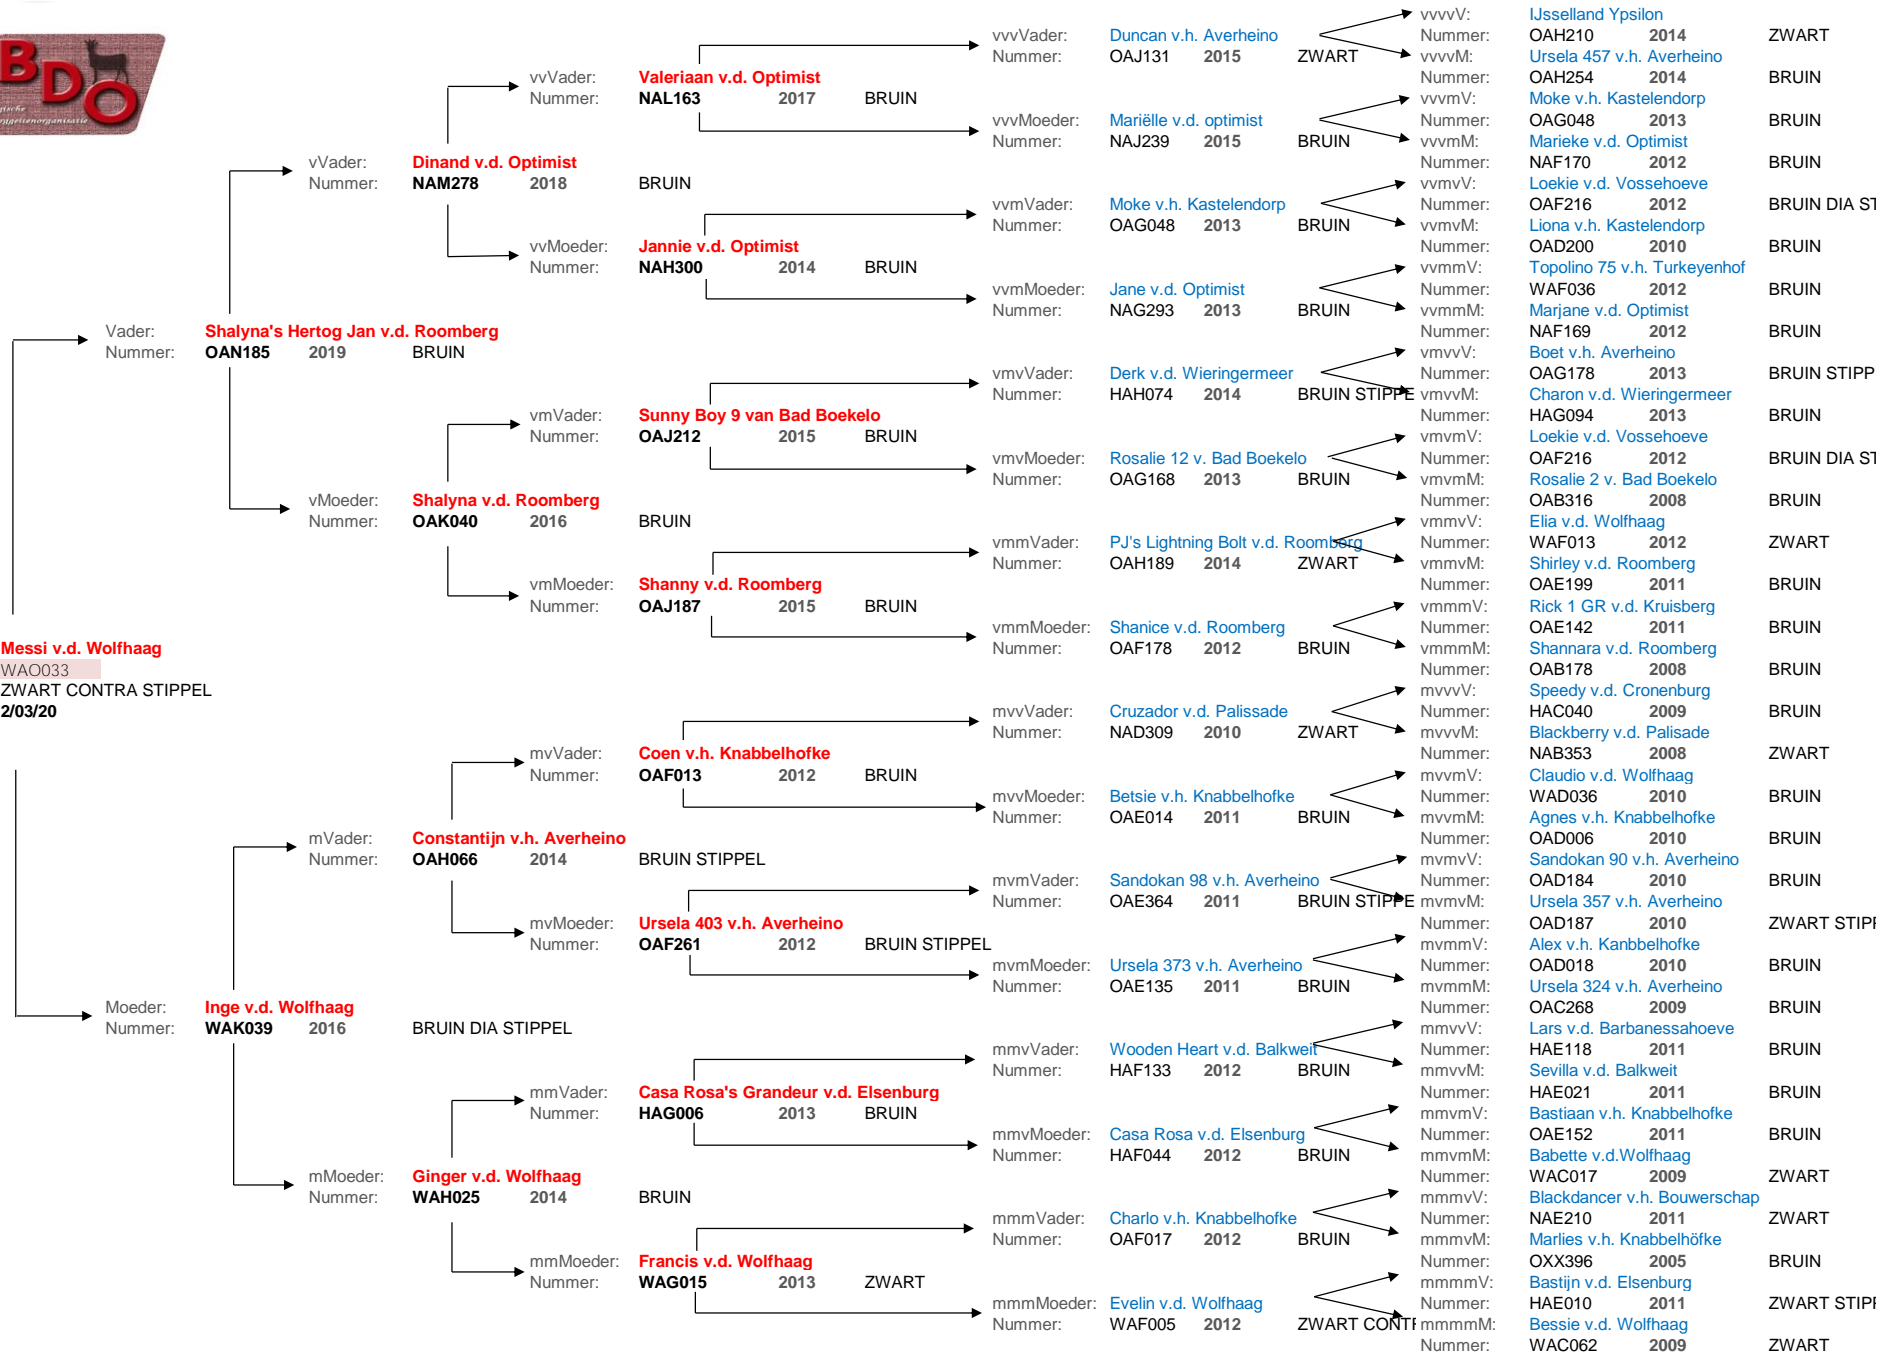 BDO
vvvVader: Duncan v.h. Averheino
Nummer: OAJ131 2015 ZWART
vvvMoeder: Mariëlle v.d. optimist
Nummer: NAJ239 2015 BRUIN
vvmVader: Moke v.h. Kastelendorp
Nummer: OAG048 2013 BRUIN
vvmMoeder: Jane v.d. Optimist
Nummer: NAG293 2013 BRUIN
vmvVader: Derk v.d. Wieringermeer
Nummer: HAH074 2014 BRUIN STIPPE
vmvMoeder: Rosalie 12 v. Bad Boekelo
Nummer: OAG168 2013 BRUIN
vmmVader: PJ's Lightning Bolt v.d. Roomberg
Nummer: OAH189 2014 ZWART
vmmMoeder: Shanice v.d. Roomberg
Nummer: OAF178 2012 BRUIN
mvvVader: Cruzador v.d. Palissade
Nummer: NAD309 2010 ZWART
mvvMoeder: Betsie v.h. Knabbelhofke
Nummer: OAE014 2011 BRUIN
mvmVader: Sandokan 98 v.h. Averheino
Nummer: OAE364 2011 BRUIN STIPPE
mvmMoeder: Ursela 373 v.h. Averheino
Nummer: OAE135 2011 BRUIN
mmvVader: Wooden Heart v.d. Balkweit
Nummer: HAF133 2012 BRUIN
mmvMoeder: Casa Rosa v.d. Elsenburg
Nummer: HAF044 2012 BRUIN
mmmVader: Charlo v.h. Knabbelhofke
Nummer: OAF017 2012 BRUIN
mmmMoeder: Evelin v.d. Wolfhaag
Nummer: WAF005 2012 ZWART CONTR
vvVader: Valeriaan v.d. Optimist
Nummer: NAL163 2017 BRUIN
vvMoeder: Jannie v.d. Optimist
Nummer: NAH300 2014 BRUIN
vmVader: Sunny Boy 9 van Bad Boekelo
Nummer: OAJ212 2015 BRUIN
vmMoeder: Shanny v.d. Roomberg
Nummer: OAJ187 2015 BRUIN
mvVader: Coen v.h. Knabbelhofke
Nummer: OAF013 2012 BRUIN
mvMoeder: Ursela 403 v.h. Averheino
Nummer: OAF261 2012 BRUIN STIPPEL
mmVader: Casa Rosa's Grandeur v.d. Elsenburg
Nummer: HAG006 2013 BRUIN
mmMoeder: Francis v.d. Wolfhaag
Nummer: WAG015 2013 ZWART
vVader: Dinand v.d. Optimist
Nummer: NAM278 2018 BRUIN
vMoeder: Shalyna v.d. Roomberg
Nummer: OAK040 2016 BRUIN
mVader: Constantijn v.h. Averheino
Nummer: OAH066 2014 BRUIN STIPPEL
mMoeder: Ginger v.d. Wolfhaag
Nummer: WAH025 2014 BRUIN
Vader: Shalyna's Hertog Jan v.d. Roomberg
Nummer: OAN185 2019 BRUIN
Moeder: Inge v.d. Wolfhaag
Nummer: WAK039 2016 BRUIN DIA STIPPEL
Messi v.d. Wolfhaag
WAO033
ZWART CONTRA STIPPEL
2/03/20
vvvvV: IJsselland Ypsilon
Nummer: OAH210 2014 ZWART
vvvvM: Ursela 457 v.h. Averheino
Nummer: OAH254 2014 BRUIN
vvvmV: Moke v.h. Kastelendorp
Nummer: OAG048 2013 BRUIN
vvvmM: Marieke v.d. Optimist
Nummer: NAF170 2012 BRUIN
vvmvV: Loekie v.d. Vossehoeve
Nummer: OAF216 2012 BRUIN DIA ST
vvmvM: Liona v.h. Kastelendorp
Nummer: OAD200 2010 BRUIN
vvmmV: Topolino 75 v.h. Turkeyenhof
Nummer: WAF036 2012 BRUIN
vvmmM: Marjane v.d. Optimist
Nummer: NAF169 2012 BRUIN
vmvvV: Boet v.h. Averheino
Nummer: OAG178 2013 BRUIN STIPP
vmvvM: Charon v.d. Wieringermeer
Nummer: HAG094 2013 BRUIN
vmvmV: Loekie v.d. Vossehoeve
Nummer: OAF216 2012 BRUIN DIA ST
vmvmM: Rosalie 2 v. Bad Boekelo
Nummer: OAB316 2008 BRUIN
vmmvV: Elia v.d. Wolfhaag
Nummer: WAF013 2012 ZWART
vmmvM: Shirley v.d. Roomberg
Nummer: OAE199 2011 BRUIN
vmmmV: Rick 1 GR v.d. Kruisberg
Nummer: OAE142 2011 BRUIN
vmmmM: Shannara v.d. Roomberg
Nummer: OAB178 2008 BRUIN
mvvvV: Speedy v.d. Cronenburg
Nummer: HAC040 2009 BRUIN
mvvvM: Blackberry v.d. Palisade
Nummer: NAB353 2008 ZWART
mvvmV: Claudio v.d. Wolfhaag
Nummer: WAD036 2010 BRUIN
mvvmM: Agnes v.h. Knabbelhofke
Nummer: OAD006 2010 BRUIN
mvmvV: Sandokan 90 v.h. Averheino
Nummer: OAD184 2010 BRUIN
mvmvM: Ursela 357 v.h. Averheino
Nummer: OAD187 2010 ZWART STIPP
mvmmV: Alex v.h. Kanbbelhofke
Nummer: OAD018 2010 BRUIN
mvmmM: Ursela 324 v.h. Averheino
Nummer: OAC268 2009 BRUIN
mmvvV: Lars v.d. Barbanessahoeve
Nummer: HAE118 2011 BRUIN
mmvvM: Sevilla v.d. Balkweit
Nummer: HAE021 2011 BRUIN
mmvmV: Bastiaan v.h. Knabbelhofke
Nummer: OAE152 2011 BRUIN
mmvmM: Babette v.d.Wolfhaag
Nummer: WAC017 2009 ZWART
mmmvV: Blackdancer v.h. Bouwerschap
Nummer: NAE210 2011 ZWART
mmmvM: Marlies v.h. Knabbelhöfke
Nummer: OXX396 2005 BRUIN
mmmmV: Bastijn v.d. Elsenburg
Nummer: HAE010 2011 ZWART STIPP
mmmmM: Bessie v.d. Wolfhaag
Nummer: WAC062 2009 ZWART